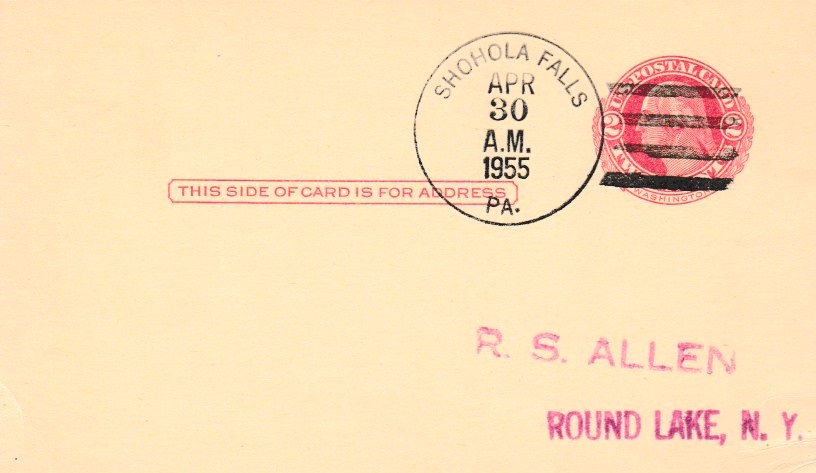 SHOHOLA FALLS
APR
30
A.M.
1955
PA.
U.S. POSTAL CARD
2 2
WASHINGTON
THIS SIDE OF CARD IS FOR ADDRESS
R. S. ALLEN
ROUND LAKE, N. Y.